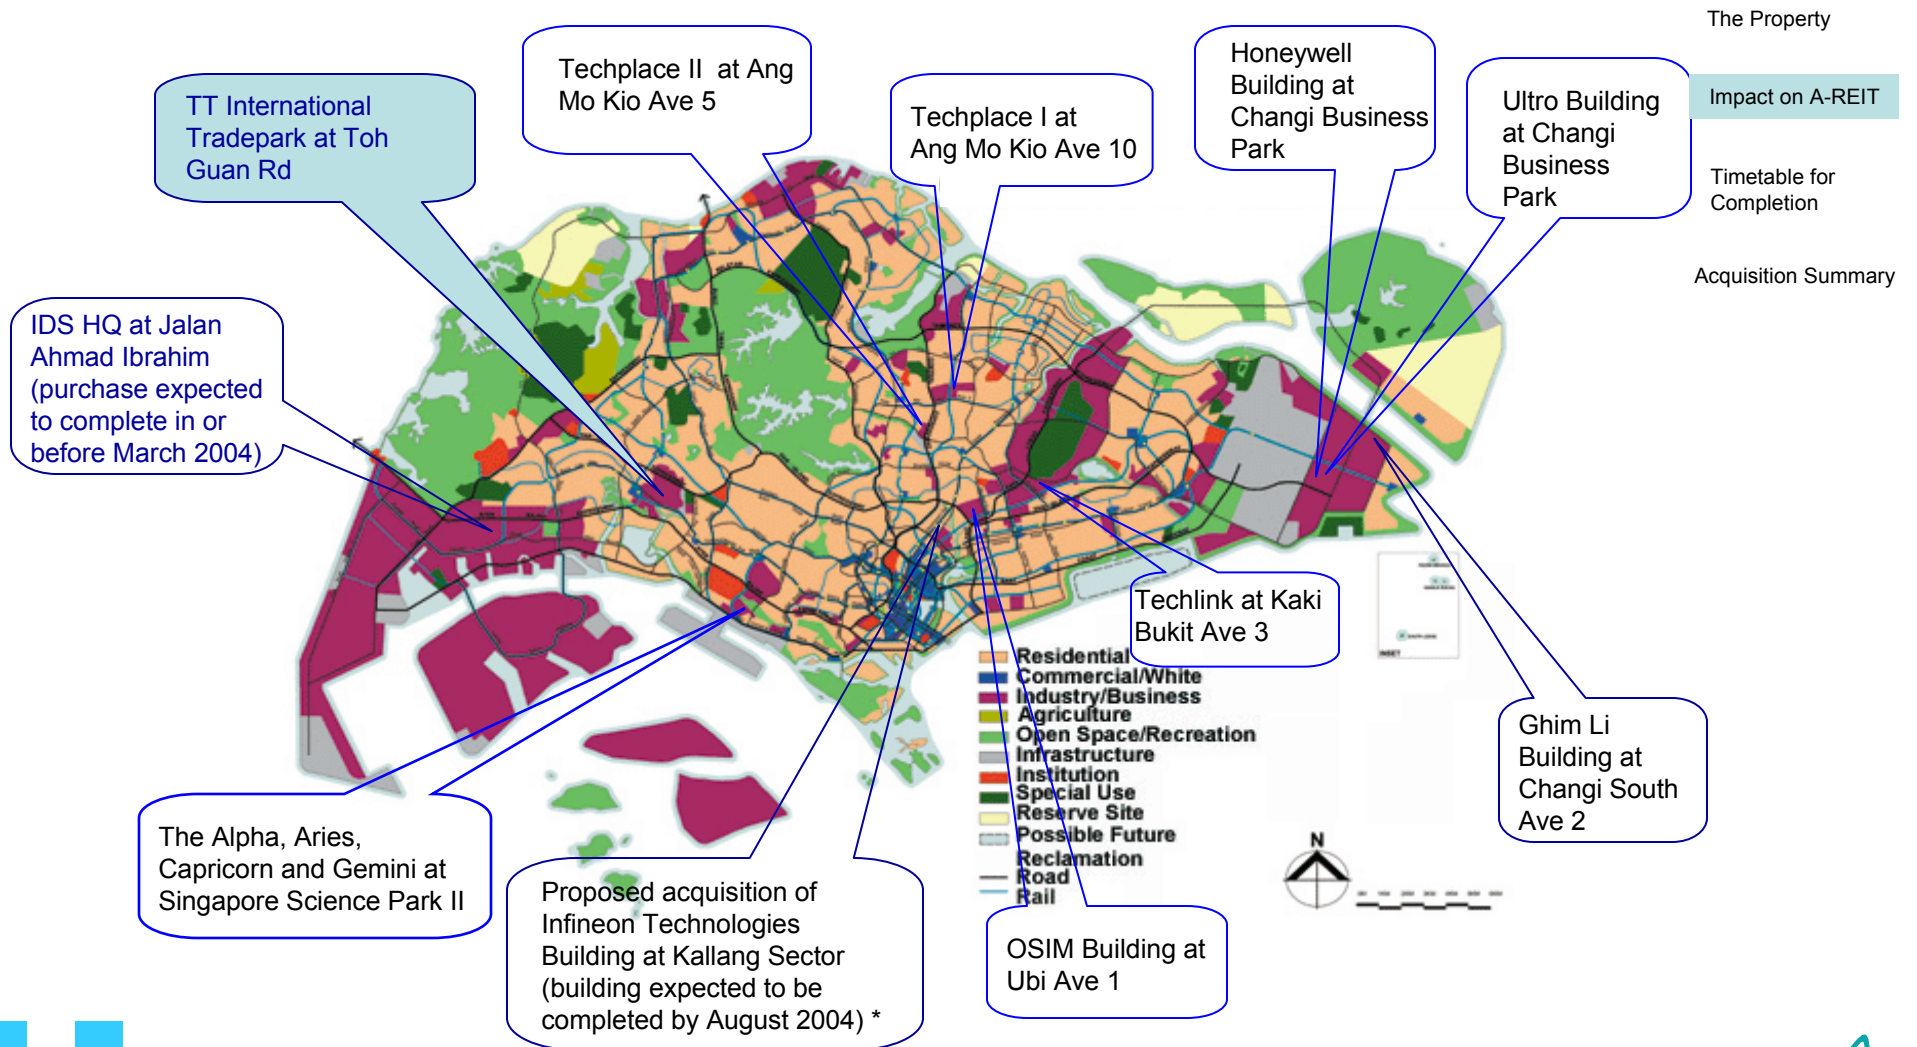 The Property
Impact on A-REIT
Timetable for
Completion
Acquisition Summary
Techplace II  at Ang
Mo Kio Ave 5
Techplace I at
Ang Mo Kio Ave 10
Honeywell
Building at
Changi Business
Park
Ultro Building
at Changi
Business
Park
TT International
Tradepark at Toh
Guan Rd
IDS HQ at Jalan
Ahmad Ibrahim
(purchase expected
to complete in or
before March 2004)
Techlink at Kaki
Bukit Ave 3
Residential
Commercial/White
Industry/Business
Agriculture
Open Space/Recreation
Infrastructure
Institution
Special Use
Reserve Site
Possible Future
Reclamation
Road
Rail
INSET
N
Ghim Li
Building at
Changi South
Ave 2
The Alpha, Aries,
Capricorn and Gemini at
Singapore Science Park II
Proposed acquisition of
Infineon Technologies
Building at Kallang Sector
(building expected to be
completed by August 2004) *
OSIM Building at
Ubi Ave 1